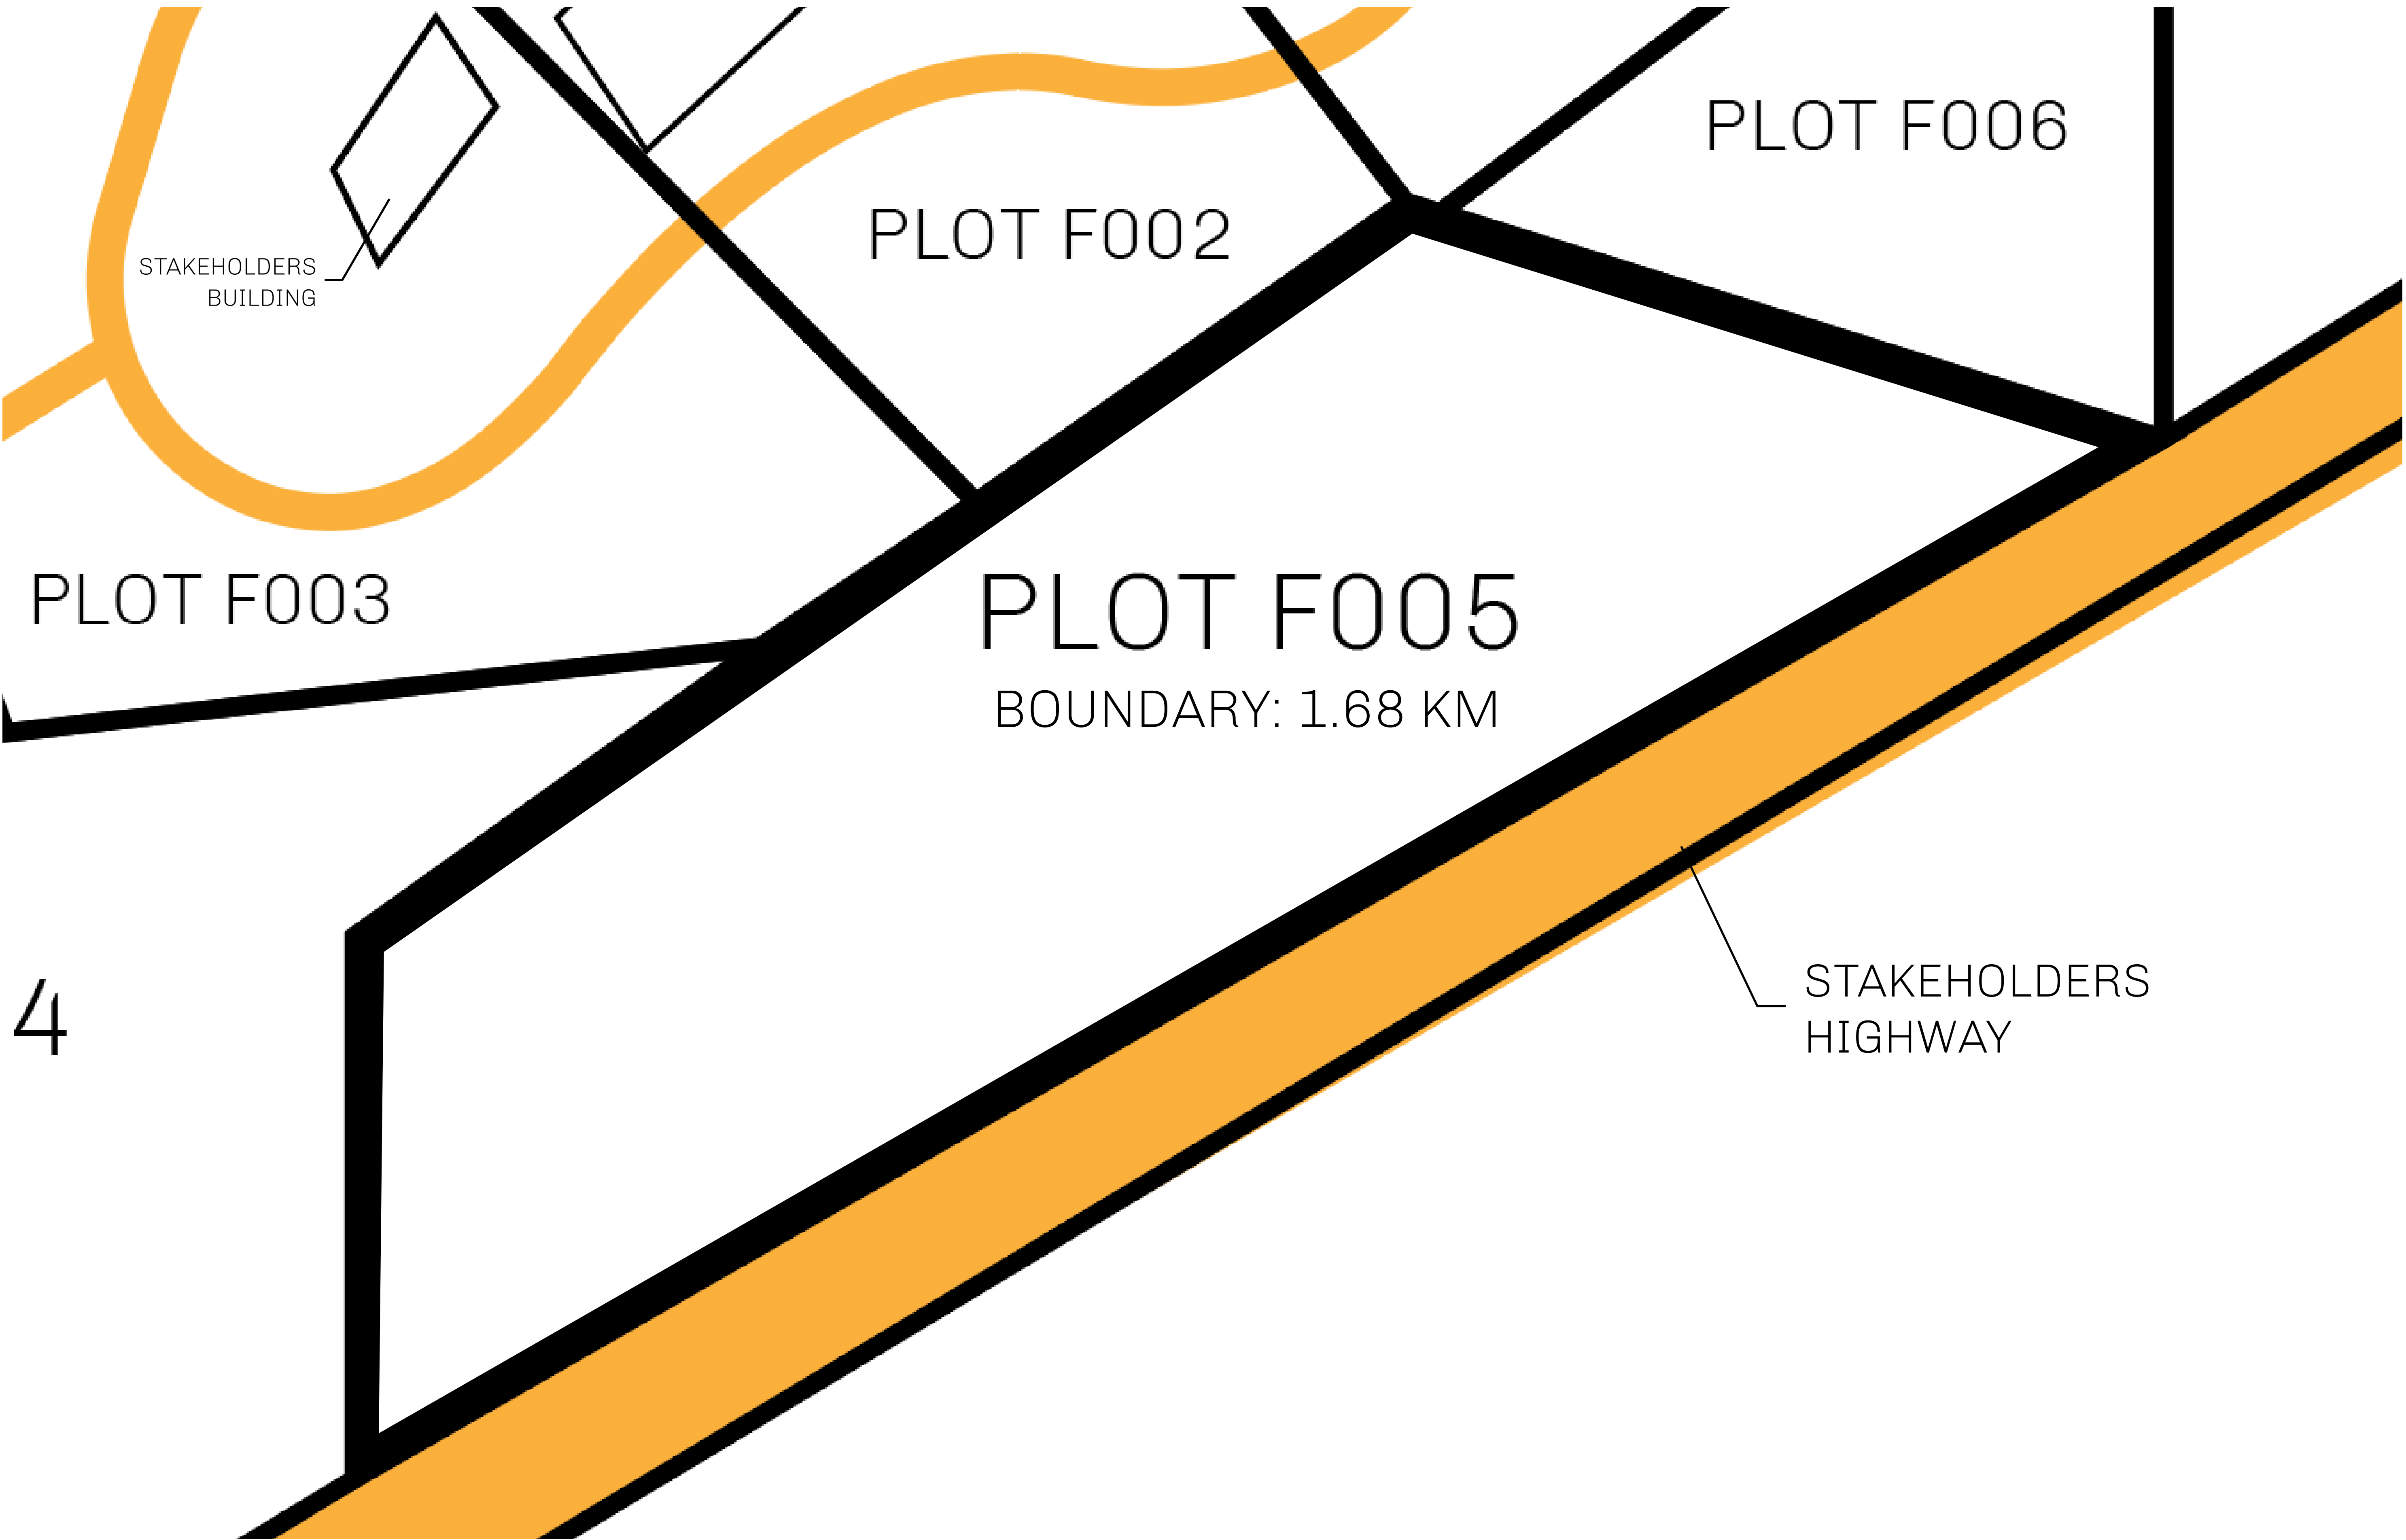 PLOT F006
PLOT F002
STAKEHOLDERS
BUILDING
PLOT F003
PLOT F005
BOUNDARY: 1.68 KM
4
STAKEHOLDERS
HIGHWAY